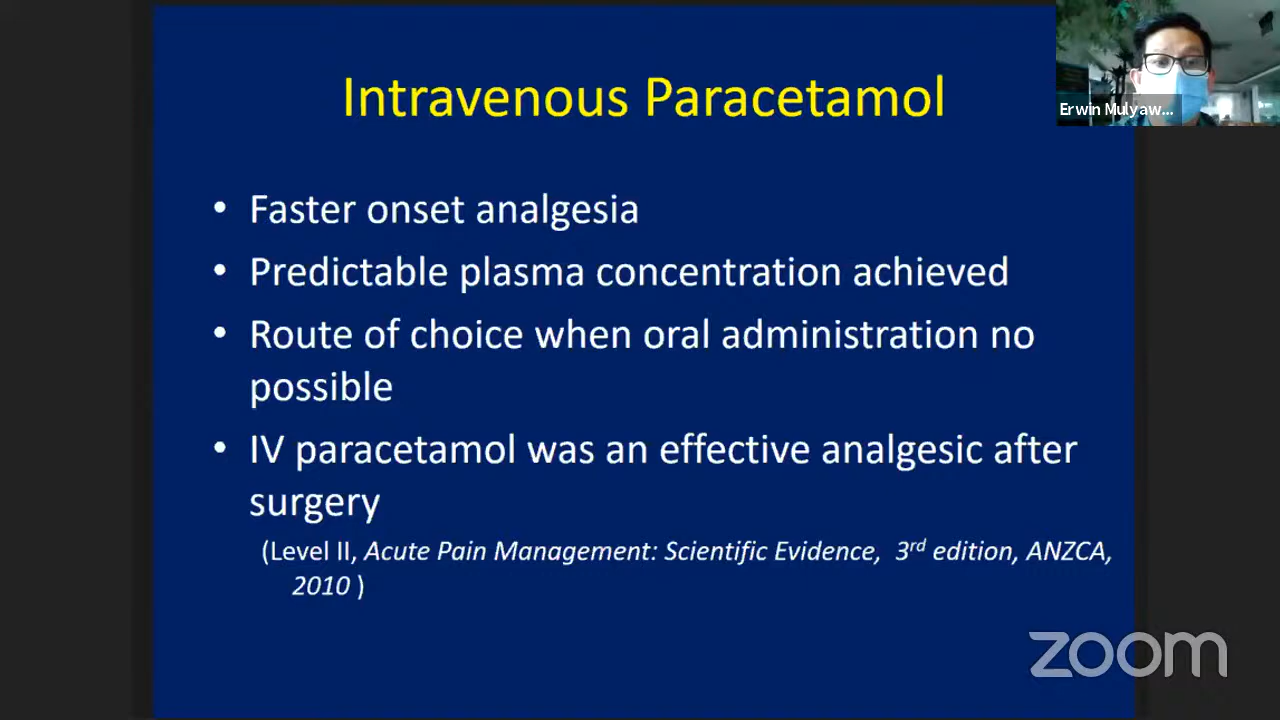 Intravenous Paracetamol
Erwin Mulyaw...
• Faster onset analgesia
• Predictable plasma concentration achieved
• Route of choice when oral administration no
possible
• IV paracetamol was an effective analgesic after
surgery
(Level II, Acute Pain Management: Scientific Evidence, 3rd edition, ANZCA,
2010 )
zoom